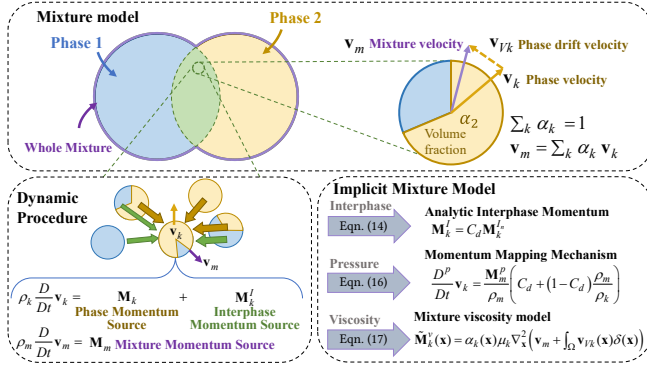 Mixture model
Phase 1
Phase 2
Whole Mixture
𝐯_m Mixture velocity
𝐯_{Vk} Phase drift velocity
𝐯_k Phase velocity
α_2
Volume
fraction
∑_k α_k = 1
𝐯_m = ∑_k α_k 𝐯_k
Dynamic
Procedure
𝐯_k
𝐯_m
ρ_k D/Dt 𝐯_k = 𝐌_k + 𝐌_k^I
Phase Momentum Source
Interphase Momentum Source
ρ_m D/Dt 𝐯_m = 𝐌_m Mixture Momentum Source
Implicit Mixture Model
Interphase
Eqn. (14)
Analytic Interphase Momentum
𝐌_k^I = C_d 𝐌_k^{I_n}
Pressure
Eqn. (16)
Momentum Mapping Mechanism
D^p/Dt 𝐯_k = 𝐌_m^p/ρ_m (C_d + (1−C_d) ρ_m/ρ_k)
Viscosity
Eqn. (17)
Mixture viscosity model
𝐌̃_k^v(𝐱) = α_k(𝐱)μ_k∇_𝐱^2(𝐯_m + ∫_Ω 𝐯_{Vk}(𝐱)δ(𝐱))